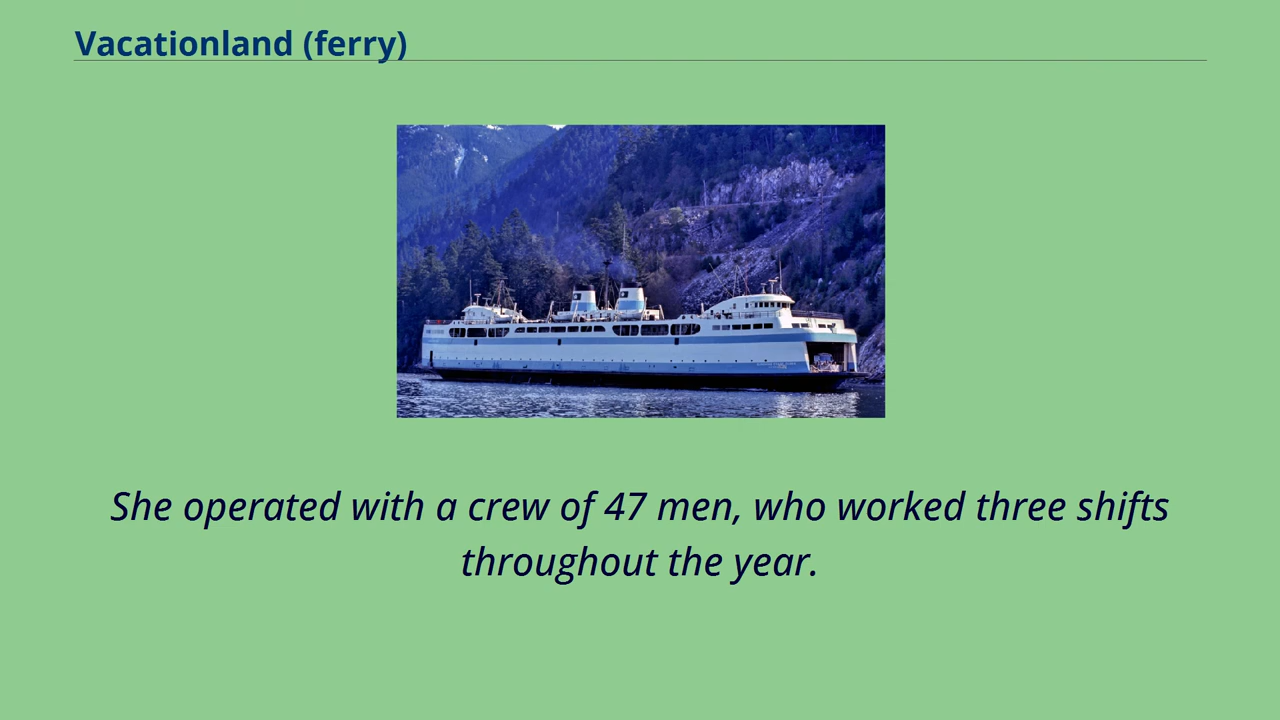 Vacationland (ferry)
She operated with a crew of 47 men, who worked three shifts
throughout the year.